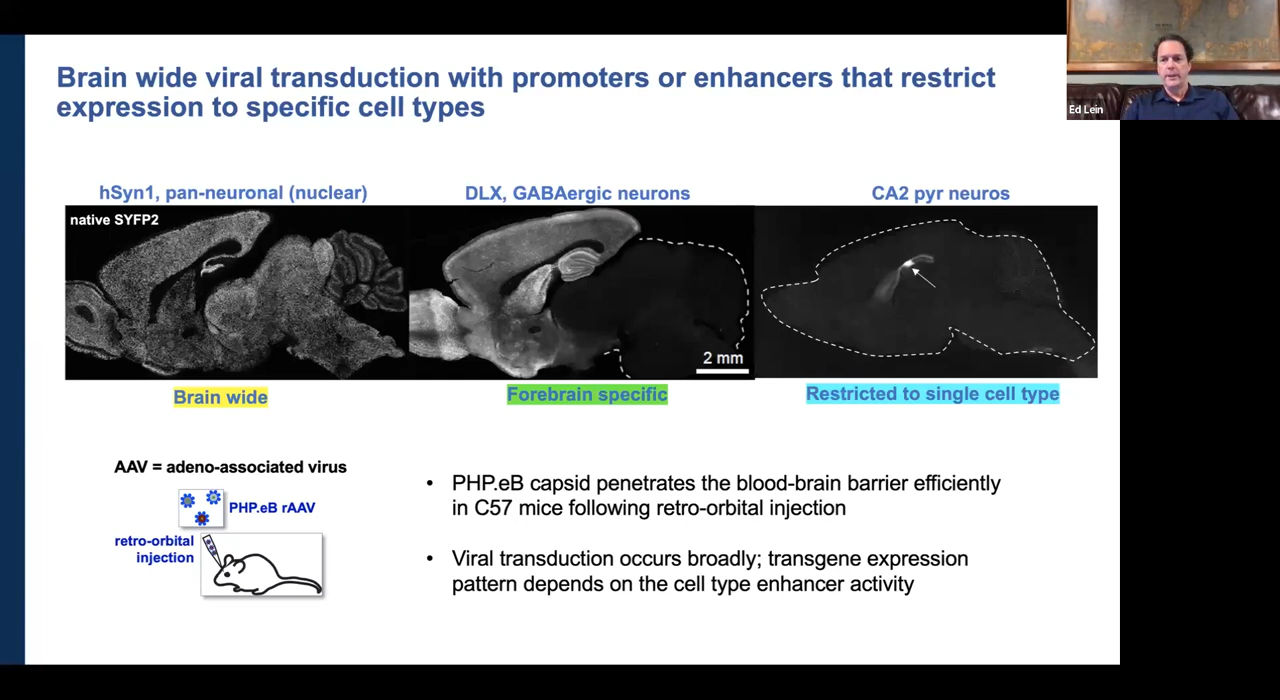 Brain wide viral transduction with promoters or enhancers that restrict
expression to specific cell types
Ed Lein
hSyn1, pan-neuronal (nuclear)
DLX, GABAergic neurons
CA2 pyr neuros
native SYFP2
2 mm
Brain wide
Forebrain specific
Restricted to single cell type
AAV = adeno-associated virus
PHP.eB rAAV
retro-orbital
injection
• PHP.eB capsid penetrates the blood-brain barrier efficiently
in C57 mice following retro-orbital injection
• Viral transduction occurs broadly; transgene expression
pattern depends on the cell type enhancer activity